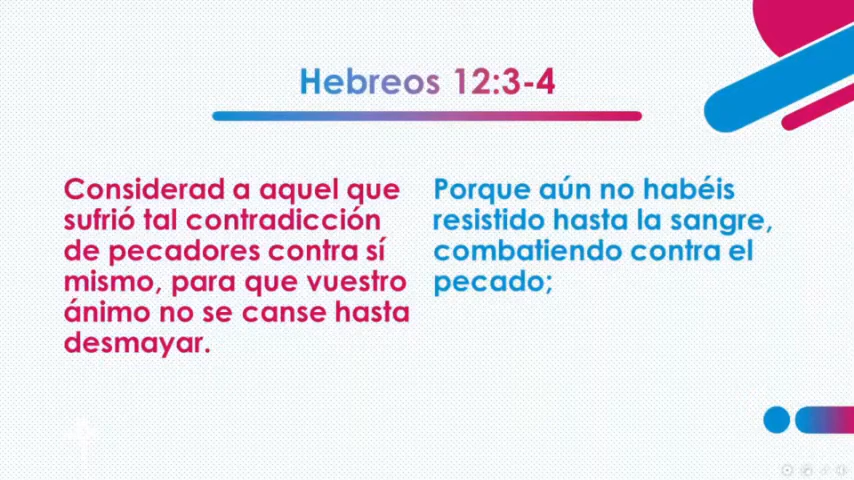 Hebreos 12:3-4
Considerad a aquel que
sufrió tal contradicción
de pecadores contra sí
mismo, para que vuestro
ánimo no se canse hasta
desmayar.
Porque aún no habéis
resistido hasta la sangre,
combatiendo contra el
pecado;